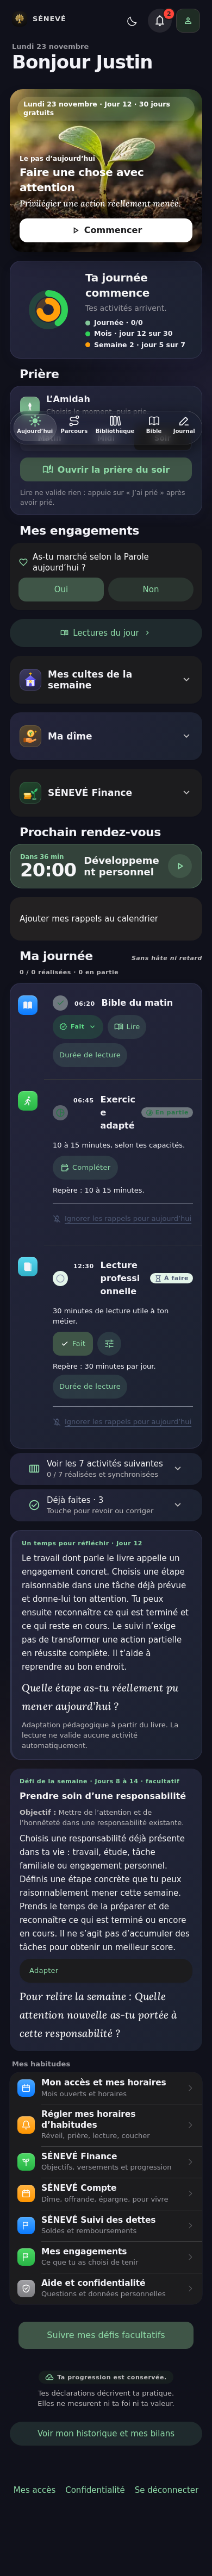 SÉNEVÉ
2
Lundi 23 novembre
Bonjour Justin
Lundi 23 novembre · Jour 12 · 30 jours
gratuits
Le pas d’aujourd’hui
Faire une chose avec
attention
Privilégier une action réellement menée
Commencer
Ta journée
commence
Tes activités arrivent.
Journée · 0/0
Mois · jour 12 sur 30
Semaine 2 · jour 5 sur 7
Prière
L’Amidah
Aujourd’hui
Parcours
Bibliothèque
Bible
Journal
Ouvrir la prière du soir
Lire ne valide rien : appuie sur « J’ai prié » après
avoir prié.
Mes engagements
As-tu marché selon la Parole
aujourd’hui ?
Oui
Non
Lectures du jour
Mes cultes de la
semaine
Ma dîme
SÉNEVÉ Finance
Prochain rendez-vous
Dans 36 min
20:00
Développeme
nt personnel
Ajouter mes rappels au calendrier
Ma journée
Sans hâte ni retard
0 / 0 réalisées · 0 en partie
06:20
Bible du matin
Fait
Lire
Durée de lecture
06:45
Exercic
e
adapté
En partie
10 à 15 minutes, selon tes capacités.
Compléter
Repère : 10 à 15 minutes.
Ignorer les rappels pour aujourd’hui
12:30
Lecture
professi
onnelle
À faire
30 minutes de lecture utile à ton
métier.
Fait
Repère : 30 minutes par jour.
Durée de lecture
Ignorer les rappels pour aujourd’hui
Voir les 7 activités suivantes
0 / 7 réalisées et synchronisées
Déjà faites · 3
Touche pour revoir ou corriger
Un temps pour réfléchir · Jour 12
Le travail dont parle le livre appelle un
engagement concret. Choisis une étape
raisonnable dans une tâche déjà prévue
et donne-lui ton attention. Tu peux
ensuite reconnaître ce qui est terminé et
ce qui reste en cours. Le suivi n’exige
pas de transformer une action partielle
en réussite complète. Il t’aide à
reprendre au bon endroit.
Quelle étape as-tu réellement pu
mener aujourd’hui ?
Adaptation pédagogique à partir du livre. La
lecture ne valide aucune activité
automatiquement.
Défi de la semaine · Jours 8 à 14 · facultatif
Prendre soin d’une responsabilité
Objectif : Mettre de l’attention et de
l’honnêteté dans une responsabilité existante.
Choisis une responsabilité déjà présente
dans ta vie : travail, étude, tâche
familiale ou engagement personnel.
Définis une étape concrète que tu peux
raisonnablement mener cette semaine.
Prends le temps de la préparer et de
reconnaître ce qui est terminé ou encore
en cours. Il ne s’agit pas d’accumuler des
tâches pour obtenir un meilleur score.
Adapter
Pour relire la semaine : Quelle
attention nouvelle as-tu portée à
cette responsabilité ?
Mes habitudes
Mon accès et mes horaires
Mois ouverts et horaires
Régler mes horaires
d’habitudes
Réveil, prière, lecture, coucher
SÉNEVÉ Finance
Objectifs, versements et progression
SÉNEVÉ Compte
Dîme, offrande, épargne, pour vivre
SÉNEVÉ Suivi des dettes
Soldes et remboursements
Mes engagements
Ce que tu as choisi de tenir
Aide et confidentialité
Questions et données personnelles
Suivre mes défis facultatifs
Ta progression est conservée.
Tes déclarations décrivent ta pratique.
Elles ne mesurent ni ta foi ni ta valeur.
Voir mon historique et mes bilans
Mes accès
Confidentialité
Se déconnecter